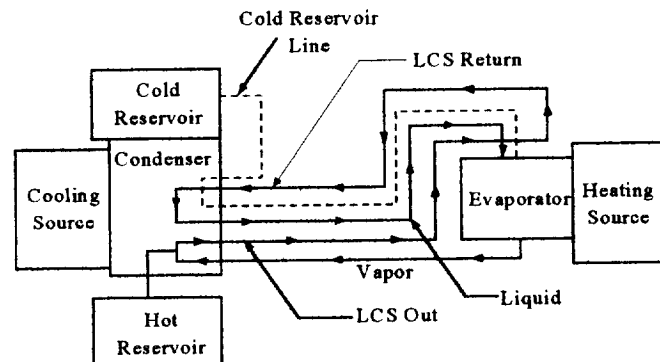 Cold Reservoir
Line
LCS Return
Cold
Reservoir
Condenser
Cooling
Source
Evaporator
Heating
Source
Vapor
Liquid
LCS Out
Hot
Reservoir